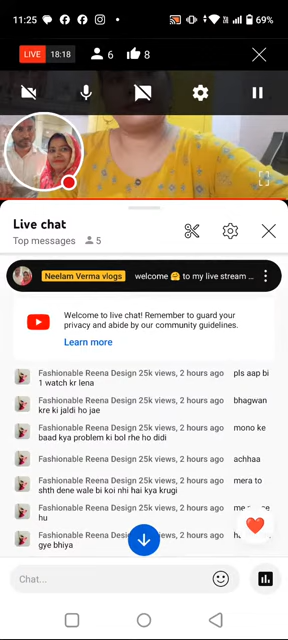 11:25
69%
LIVE 18:18 6 8
Live chat
Top messages 5
Neelam Verma vlogs welcome 🤗 to my live stream ...
Welcome to live chat! Remember to guard your
privacy and abide by our community guidelines.
Learn more
Fashionable Reena Design 25k views, 2 hours ago pls aap bi
1 watch kr lena
Fashionable Reena Design 25k views, 2 hours ago bhagwan
kre ki jaldi ho jae
Fashionable Reena Design 25k views, 2 hours ago mono ke
baad kya problem ki bol rhe ho didi
Fashionable Reena Design 25k views, 2 hours ago achhaa
Fashionable Reena Design 25k views, 2 hours ago mera to
shth dene wale bi koi nhi hai kya krugi
Fashionable Reena Design 25k views, 2 hours ago
hu
Fashionable Reena 25k views, 2 hours ago
gye bhiya
Chat...